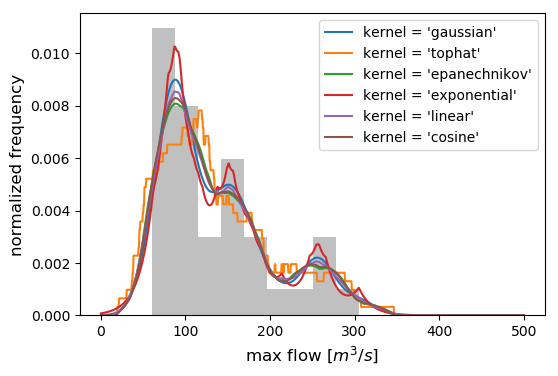 kernel = 'gaussian'
kernel = 'tophat'
kernel = 'epanechnikov'
kernel = 'exponential'
kernel = 'linear'
kernel = 'cosine'
normalized frequency
0.010
0.008
0.006
0.004
0.002
0.000
0 100 200 300 400 500
max flow [m³/s]